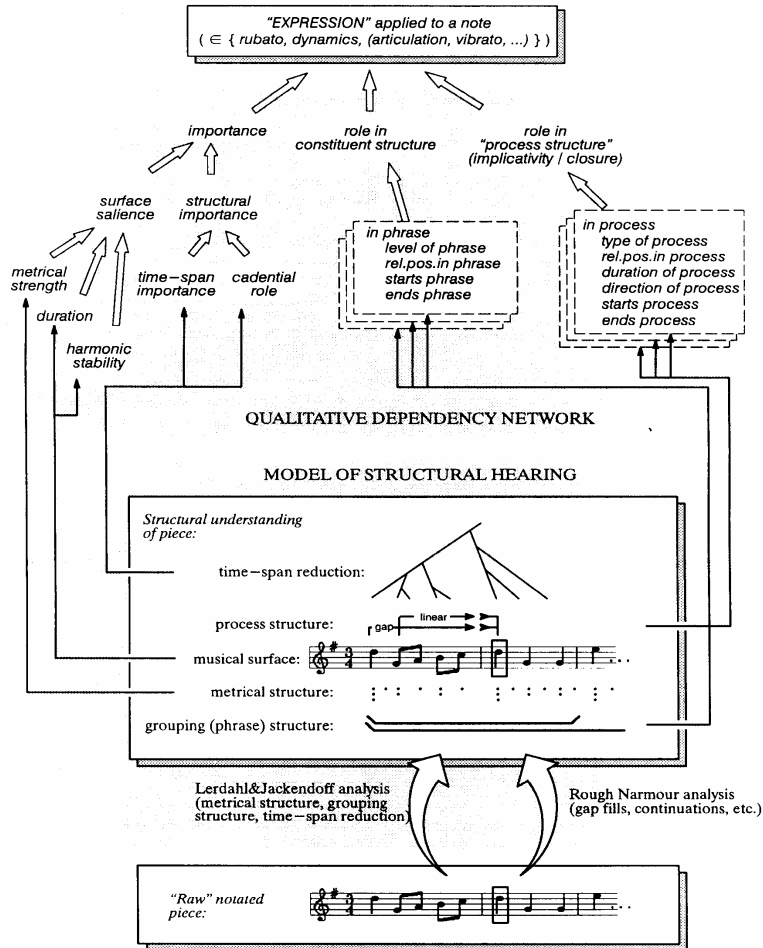 “EXPRESSION” applied to a note
( ∈ { rubato, dynamics, (articulation, vibrato, ...) } )
importance
role in
constituent structure
role in
“process structure”
(implicativity / closure)
surface
salience
structural
importance
in phrase
level of phrase
rel.pos.in phrase
starts phrase
ends phrase
in process
type of process
rel.pos.in process
duration of process
direction of process
starts process
ends process
metrical
strength
time−span
importance
cadential
role
duration
harmonic
stability
QUALITATIVE DEPENDENCY NETWORK
MODEL OF STRUCTURAL HEARING
Structural understanding
of piece:
time−span reduction:
process structure:
gap
linear
musical surface:
3
4
metrical structure:
grouping (phrase) structure:
Lerdahl&Jackendoff analysis
(metrical structure, grouping
structure, time−span reduction)
Rough Narmour analysis
(gap fills, continuations, etc.)
“Raw” notated
piece:
3
4